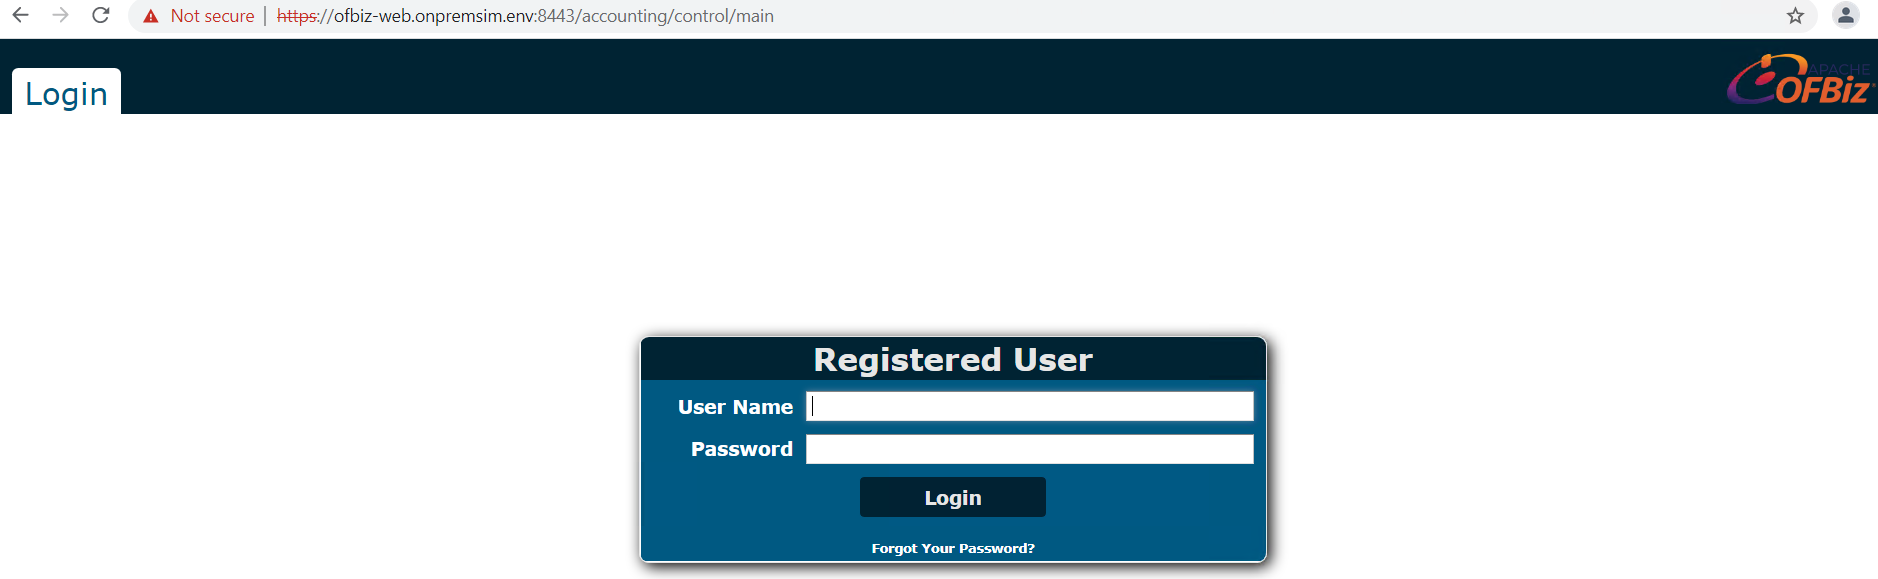 Not secure | https://ofbiz-web.onpremsim.env:8443/accounting/control/main
Login
APACHE
OFBiz
Registered User
User Name
Password
Login
Forgot Your Password?